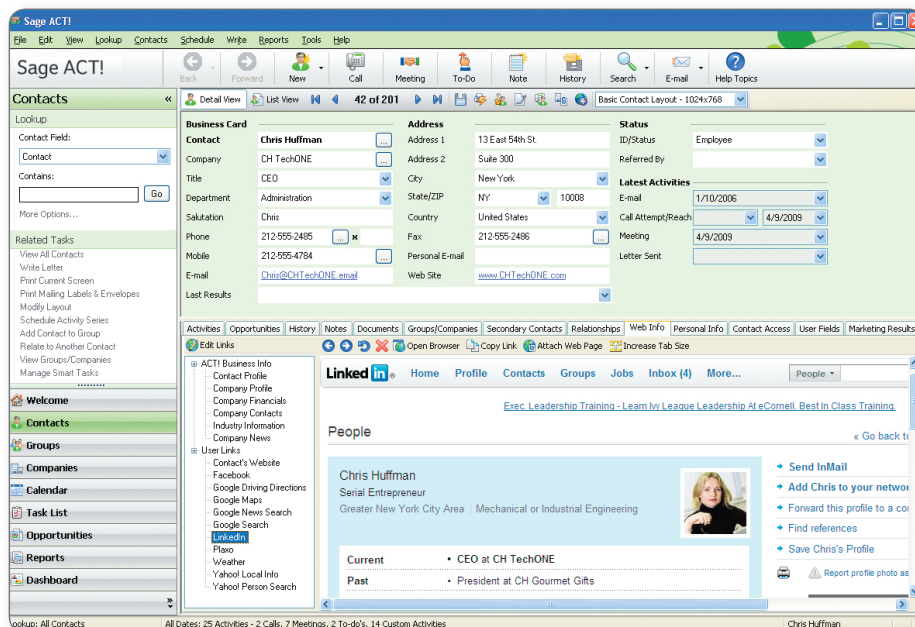 Sage ACT!
File Edit View Lookup Contacts Schedule Write Reports Tools Help
Sage ACT!
Back Forward New Call Meeting To-Do Note History Search E-mail Help Topics
Contacts «
Detail View List View 42 of 201 Basic Contact Layout - 1024x768
Lookup
Contact Field:
Contact
Contains:
Go
More Options...
Related Tasks
View All Contacts
Write Letter
Print Current Screen
Print Mailing Labels & Envelopes
Modify Layout
Schedule Activity Series
Add Contact to Group
Relate to Another Contact
View Groups/Companies
Manage Smart Tasks
Welcome
Contacts
Groups
Companies
Calendar
Task List
Opportunities
Reports
Dashboard
»
Business Card
Contact Chris Huffman ...
Company CH TechONE ...
Title CEO
Department Administration
Salutation Chris
Phone 212-555-2485 ... x
Mobile 212-555-4784 ...
E-mail Chris@CHTechONE.email
Last Results
Address
Address 1 13 East 54th St.
Address 2 Suite 300
City New York
State/ZIP NY 10008
Country United States
Fax 212-555-2486 ...
Personal E-mail
Web Site www.CHTechONE.com
Status
ID/Status Employee
Referred By
Latest Activities
E-mail 1/10/2006
Call Attempt/Reach 4/9/2009
Meeting 4/9/2009
Letter Sent
Activities Opportunities History Notes Documents Groups/Companies Secondary Contacts Relationships Web Info Personal Info Contact Access User Fields Marketing Results
Edit Links
Open Browser Copy Link Attach Web Page Increase Tab Size
ACT! Business Info
Contact Profile
Company Profile
Company Financials
Company Contacts
Industry Information
Company News
User Links
Contact's Website
Facebook
Google Driving Directions
Google Maps
Google News Search
Google Search
LinkedIn
Plaxo
Weather
Yahoo! Local Info
Yahoo! Person Search
Linked in® Home Profile Contacts Groups Jobs Inbox (4) More... People
Exec. Leadership Training - Learn Ivy League Leadership At eCornell. Best In Class Training.
People
« Go back to
Chris Huffman
Serial Entrepreneur
Greater New York City Area | Mechanical or Industrial Engineering
Current • CEO at CH TechONE
Past • President at CH Gourmet Gifts
Send InMail
Add Chris to your networ
Forward this profile to a co
Find references
Save Chris's Profile
Report profile photo as
ookup: All Contacts
All Dates: 25 Activities - 2 Calls, 7 Meetings, 2 To-do's, 14 Custom Activities
Chris Huffman